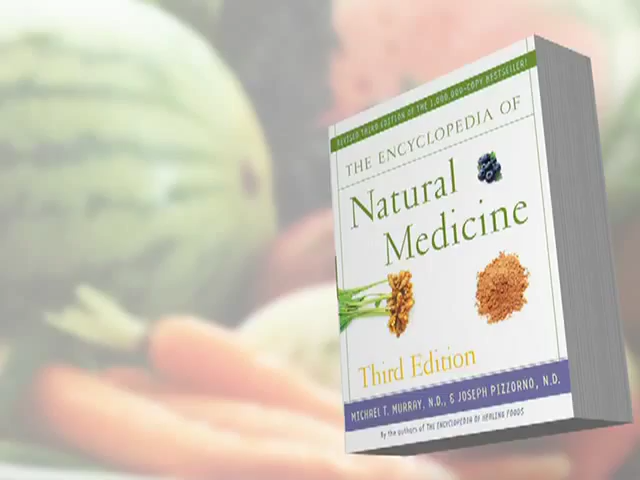 REVISED THIRD EDITION OF THE 1,000,000-COPY BESTSELLER!
THE ENCYCLOPEDIA OF
Natural
Medicine
Third Edition
MICHAEL T. MURRAY, N.D., & JOSEPH PIZZORNO, N.D.
By the authors of THE ENCYCLOPEDIA OF HEALING FOODS